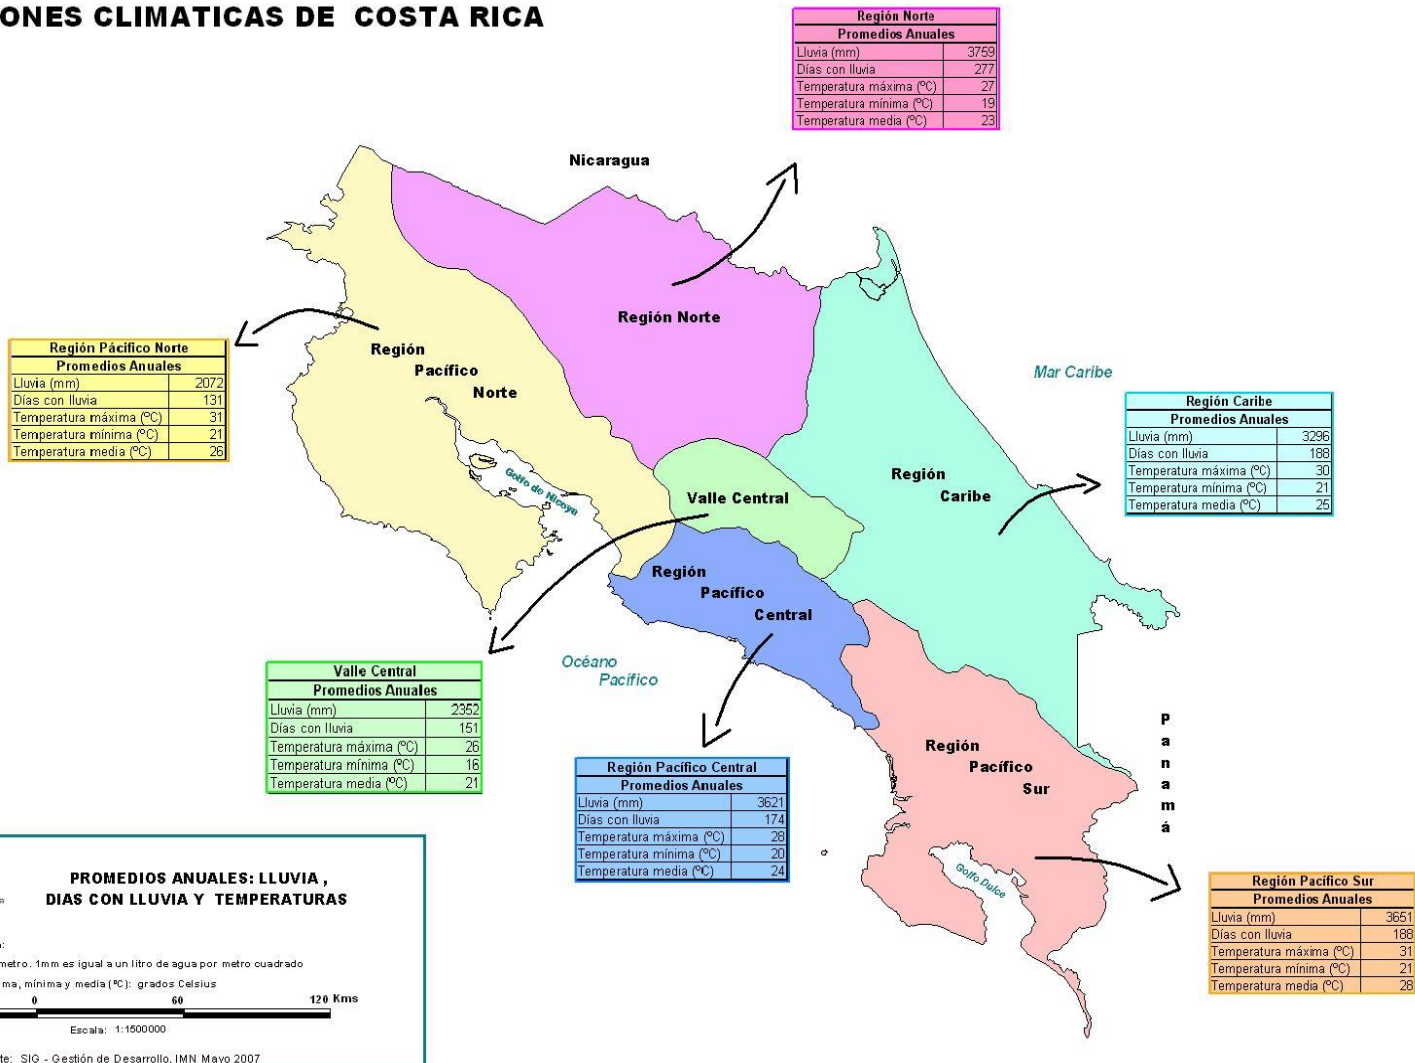 ONES CLIMATICAS DE COSTA RICA
Región Norte
Promedios Anuales
Lluvia (mm) 3759
Días con lluvia 277
Temperatura máxima (ºC) 27
Temperatura mínima (ºC) 19
Temperatura media (ºC) 23
Nicaragua
Región Norte
Región Pácifico Norte
Promedios Anuales
Lluvia (mm) 2072
Días con lluvia 131
Temperatura máxima (ºC) 31
Temperatura mínima (ºC) 21
Temperatura media (ºC) 26
Región
Pacífico
Norte
Golfo de Nicoya
Mar Caribe
Región Caribe
Promedios Anuales
Lluvia (mm) 3296
Días con lluvia 188
Temperatura máxima (ºC) 30
Temperatura mínima (ºC) 21
Temperatura media (ºC) 25
Región
Caribe
Valle Central
Región
Pacífico
Central
Océano
Pacífico
Valle Central
Promedios Anuales
Lluvia (mm) 2352
Días con lluvia 151
Temperatura máxima (ºC) 26
Temperatura mínima (ºC) 16
Temperatura media (ºC) 21
Región Pacífico Central
Promedios Anuales
Lluvia (mm) 3621
Días con lluvia 174
Temperatura máxima (ºC) 28
Temperatura mínima (ºC) 20
Temperatura media (ºC) 24
Región
Pacífico
Sur
Panamá
Golfo Dulce
Región Pacífico Sur
Promedios Anuales
Lluvia (mm) 3651
Días con lluvia 188
Temperatura máxima (ºC) 31
Temperatura mínima (ºC) 21
Temperatura media (ºC) 28
PROMEDIOS ANUALES: LLUVIA ,
DIAS CON LLUVIA Y TEMPERATURAS
metro. 1mm es igual a un litro de agua por metro cuadrado
ma, mínima y media (ºC): grados Celsius
0 60 120 Kms
Escala: 1:1500000
te: SIG - Gestión de Desarrollo. IMN Mayo 2007